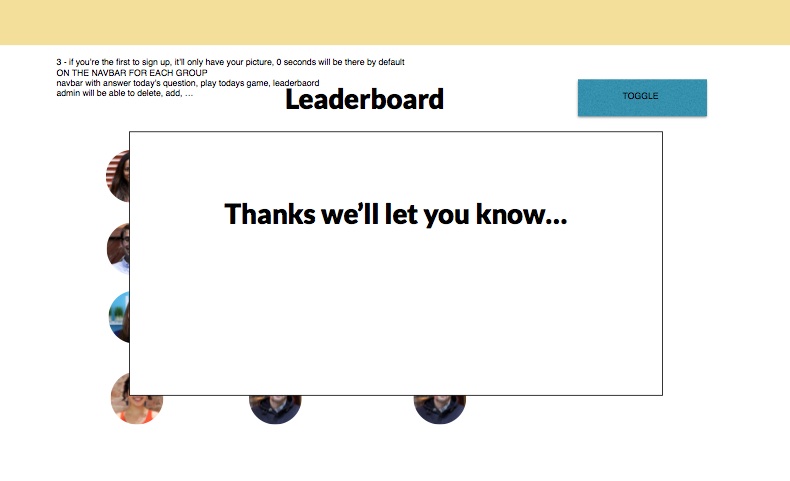 3 - if you're the first to sign up, it'll only have your picture, 0 seconds will be there by default
ON THE NAVBAR FOR EACH GROUP
navbar with answer today's question, play todays game, leaderbaord
admin will be able to delete, add, ...
Leaderboard
TOGGLE
Thanks we'll let you know...